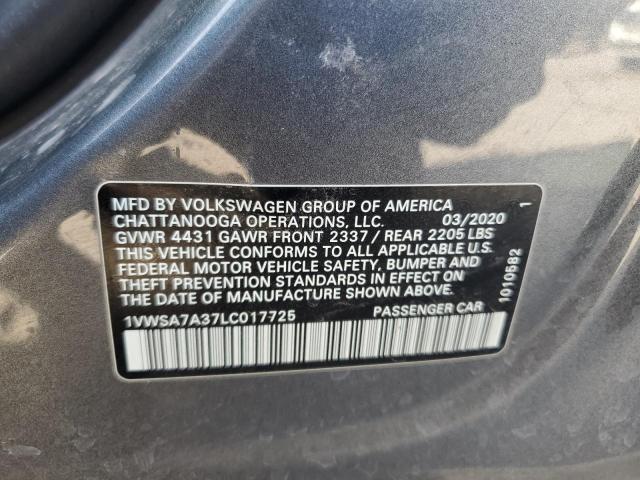 MFD BY VOLKSWAGEN GROUP OF AMERICA
CHATTANOOGA OPERATIONS, LLC. 03/2020
GVWR 4431 GAWR FRONT 2337 / REAR 2205 LBS
THIS VEHICLE CONFORMS TO ALL APPLICABLE U.S.
FEDERAL MOTOR VEHICLE SAFETY, BUMPER AND
THEFT PREVENTION STANDARDS IN EFFECT ON
THE DATE OF MANUFACTURE SHOWN ABOVE.
1VWSA7A37LC017725 PASSENGER CAR
1010582 1